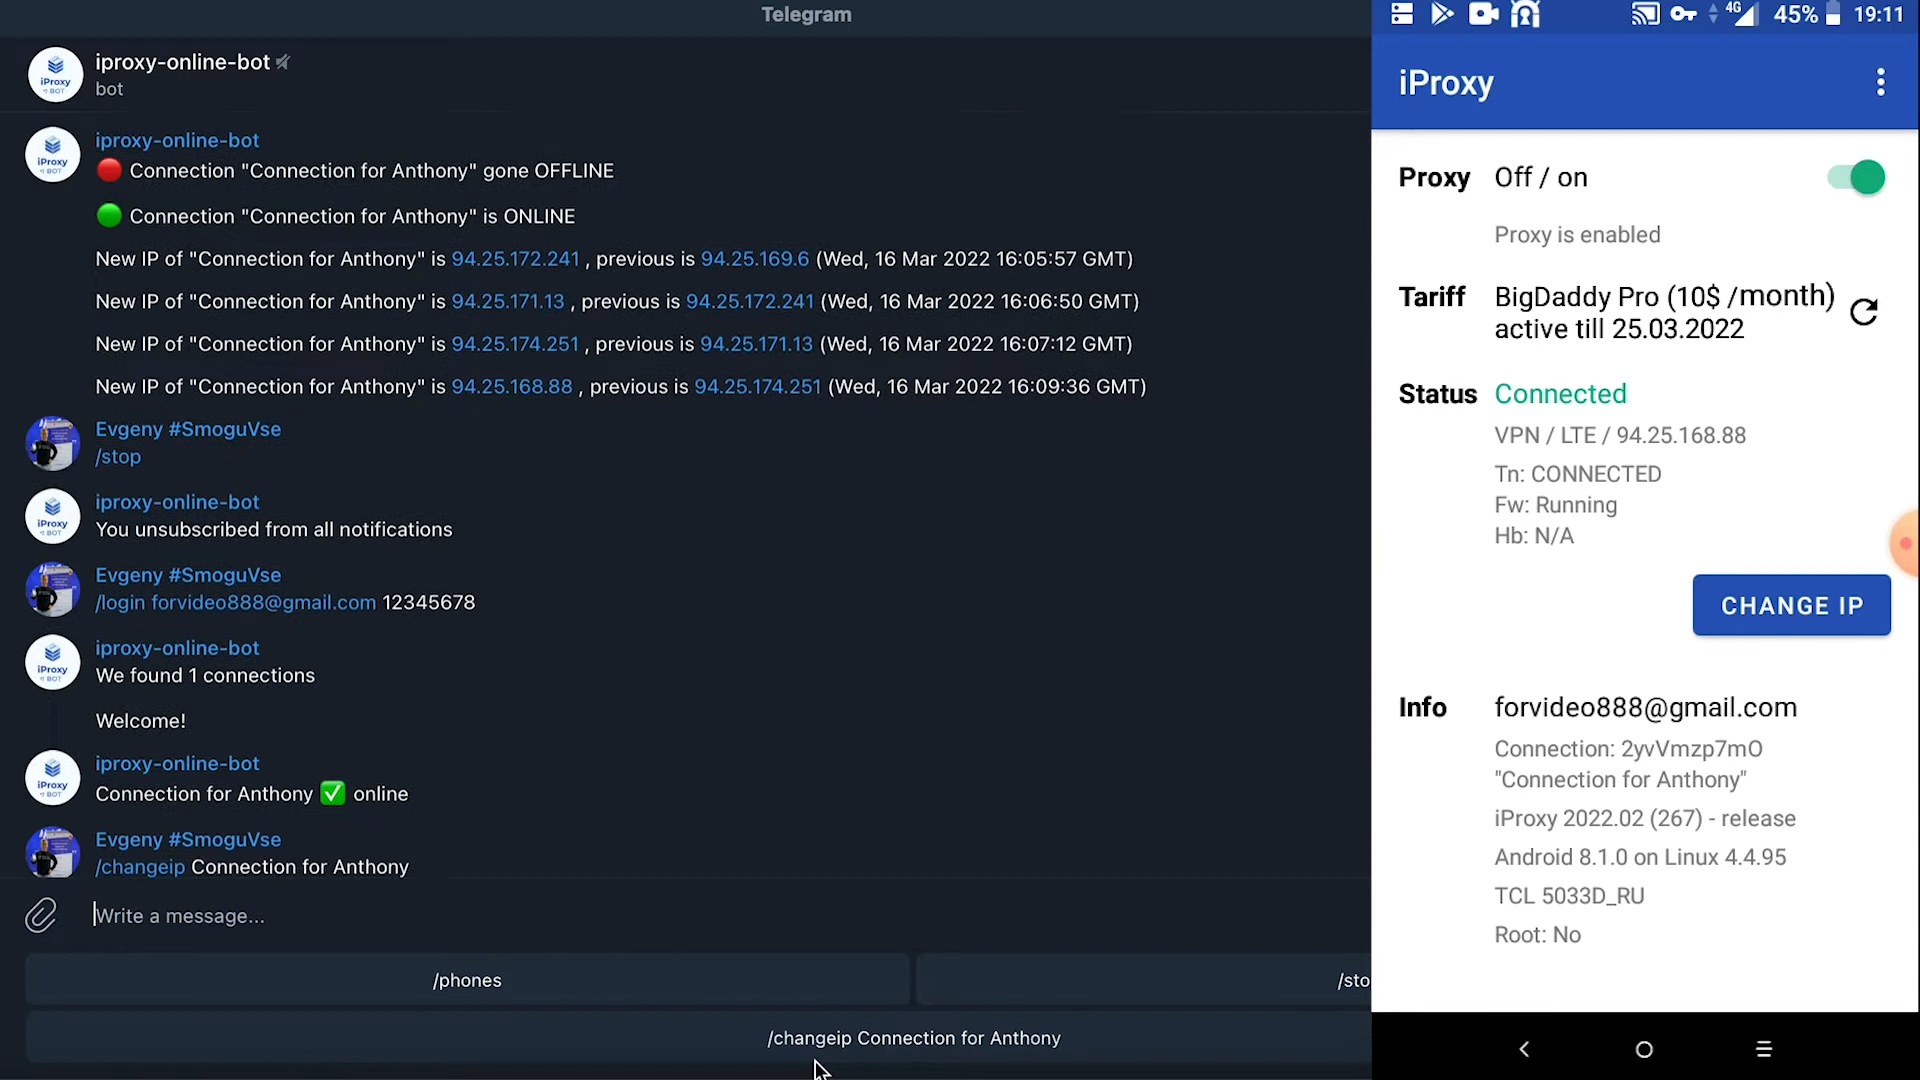 Telegram
iproxy-online-bot
bot
iproxy-online-bot
Connection "Connection for Anthony" gone OFFLINE
Connection "Connection for Anthony" is ONLINE
New IP of "Connection for Anthony" is 94.25.172.241 , previous is 94.25.169.6 (Wed, 16 Mar 2022 16:05:57 GMT)
New IP of "Connection for Anthony" is 94.25.171.13 , previous is 94.25.172.241 (Wed, 16 Mar 2022 16:06:50 GMT)
New IP of "Connection for Anthony" is 94.25.174.251 , previous is 94.25.171.13 (Wed, 16 Mar 2022 16:07:12 GMT)
New IP of "Connection for Anthony" is 94.25.168.88 , previous is 94.25.174.251 (Wed, 16 Mar 2022 16:09:36 GMT)
Evgeny #SmoguVse
/stop
iproxy-online-bot
You unsubscribed from all notifications
Evgeny #SmoguVse
/login forvideo888@gmail.com 12345678
iproxy-online-bot
We found 1 connections
Welcome!
iproxy-online-bot
Connection for Anthony ✅ online
Evgeny #SmoguVse
/changeip Connection for Anthony
Write a message...
/phones
/sto
/changeip Connection for Anthony
4G 45% 19:11
iProxy
Proxy Off / on
Proxy is enabled
Tariff BigDaddy Pro (10$ /month)
active till 25.03.2022
Status Connected
VPN / LTE / 94.25.168.88
Tn: CONNECTED
Fw: Running
Hb: N/A
CHANGE IP
Info forvideo888@gmail.com
Connection: 2yvVmzp7mO
"Connection for Anthony"
iProxy 2022.02 (267) - release
Android 8.1.0 on Linux 4.4.95
TCL 5033D_RU
Root: No